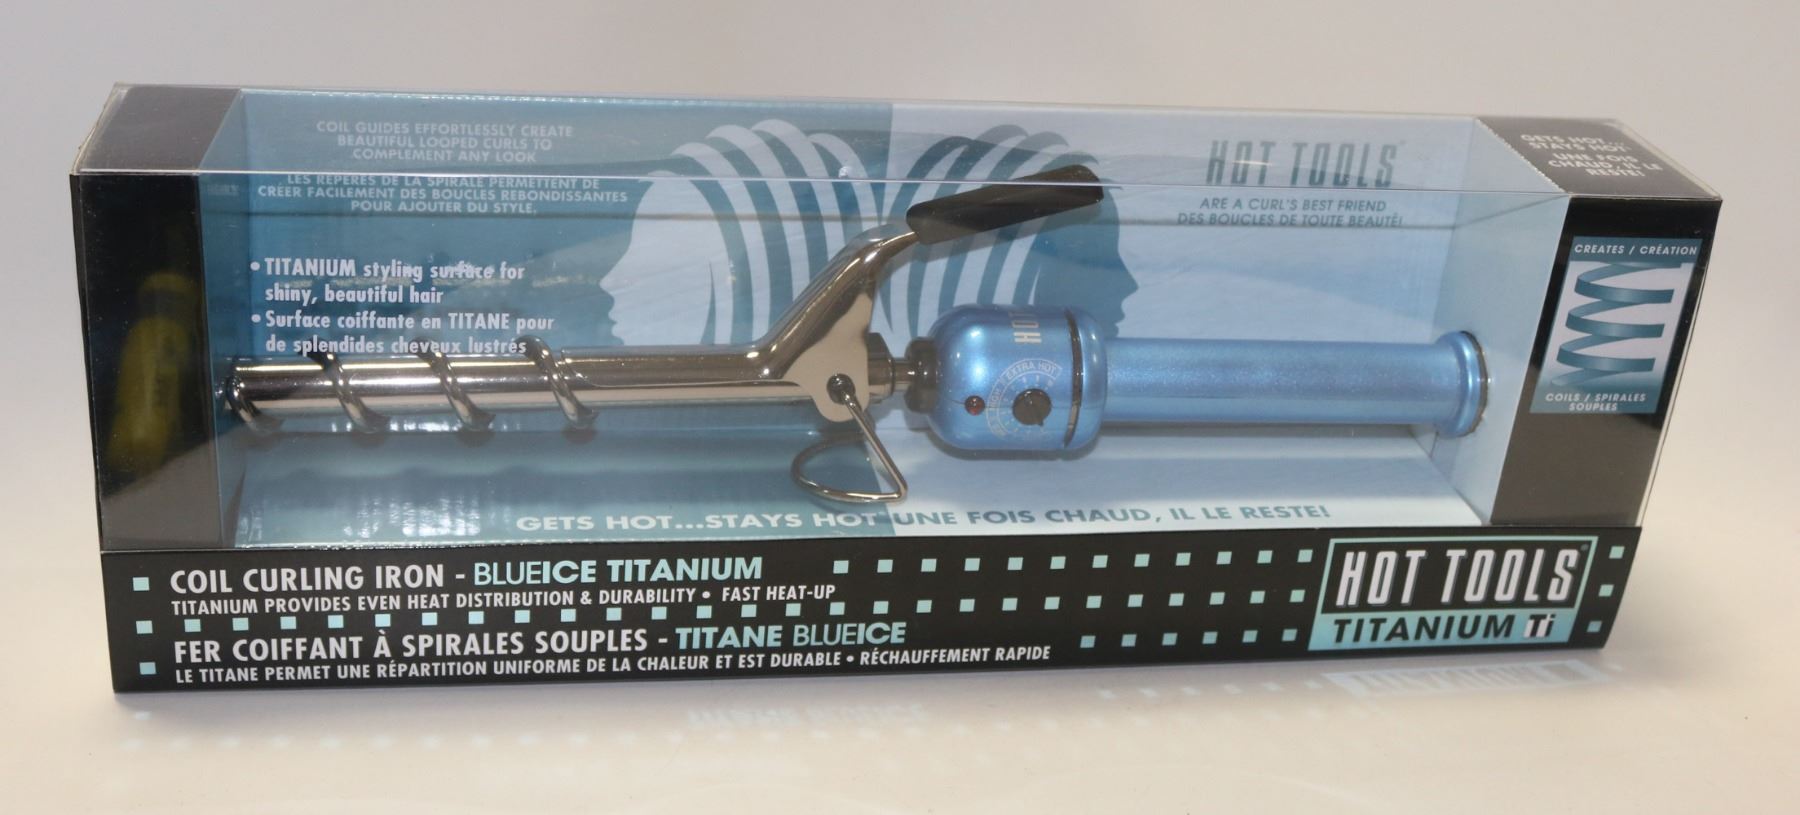 COIL GUIDES EFFORTLESSLY CREATE
BEAUTIFUL LOOPED CURLS TO
COMPLEMENT ANY LOOK
LES REPÈRES DE LA SPIRALE PERMETTENT DE
CRÉER FACILEMENT DES BOUCLES REBONDISSANTES
POUR AJOUTER DU STYLE.
• TITANIUM styling surface for
shiny, beautiful hair
• Surface coiffante en TITANE pour
de splendides cheveux lustrés
HOT TOOLS®
ARE A CURL'S BEST FRIEND
DES BOUCLES DE TOUTE BEAUTÉ!
GETS HOT
STAYS HOT
UNE FOIS
CHAUD, IL LE
RESTE!
CREATES / CRÉATION
COILS / SPIRALES
SOUPLES
HOT
HIGH EXTRA HOT
GETS HOT...STAYS HOT UNE FOIS CHAUD, IL LE RESTE!
COIL CURLING IRON - BLUEICE TITANIUM
TITANIUM PROVIDES EVEN HEAT DISTRIBUTION & DURABILITY • FAST HEAT-UP
FER COIFFANT À SPIRALES SOUPLES - TITANE BLUEICE
LE TITANE PERMET UNE RÉPARTITION UNIFORME DE LA CHALEUR ET EST DURABLE • RÉCHAUFFEMENT RAPIDE
HOT TOOLS®
TITANIUM Ti